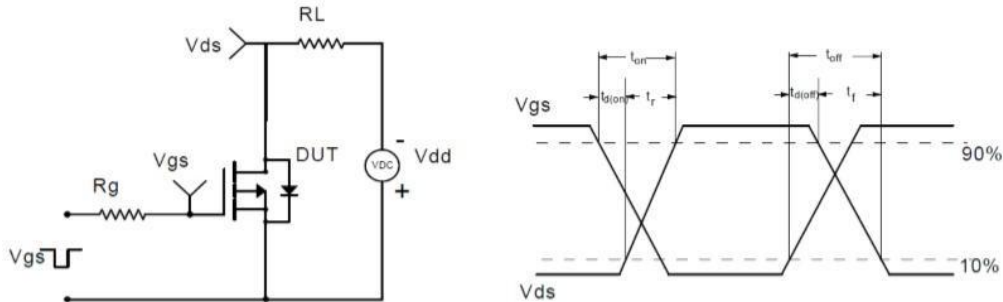 RL
Vds
Vgs
DUT
VDC
-
+
Vdd
Rg
Vgs
ton
toff
td(on)
tr
td(off)
tf
Vgs
90%
10%
Vds